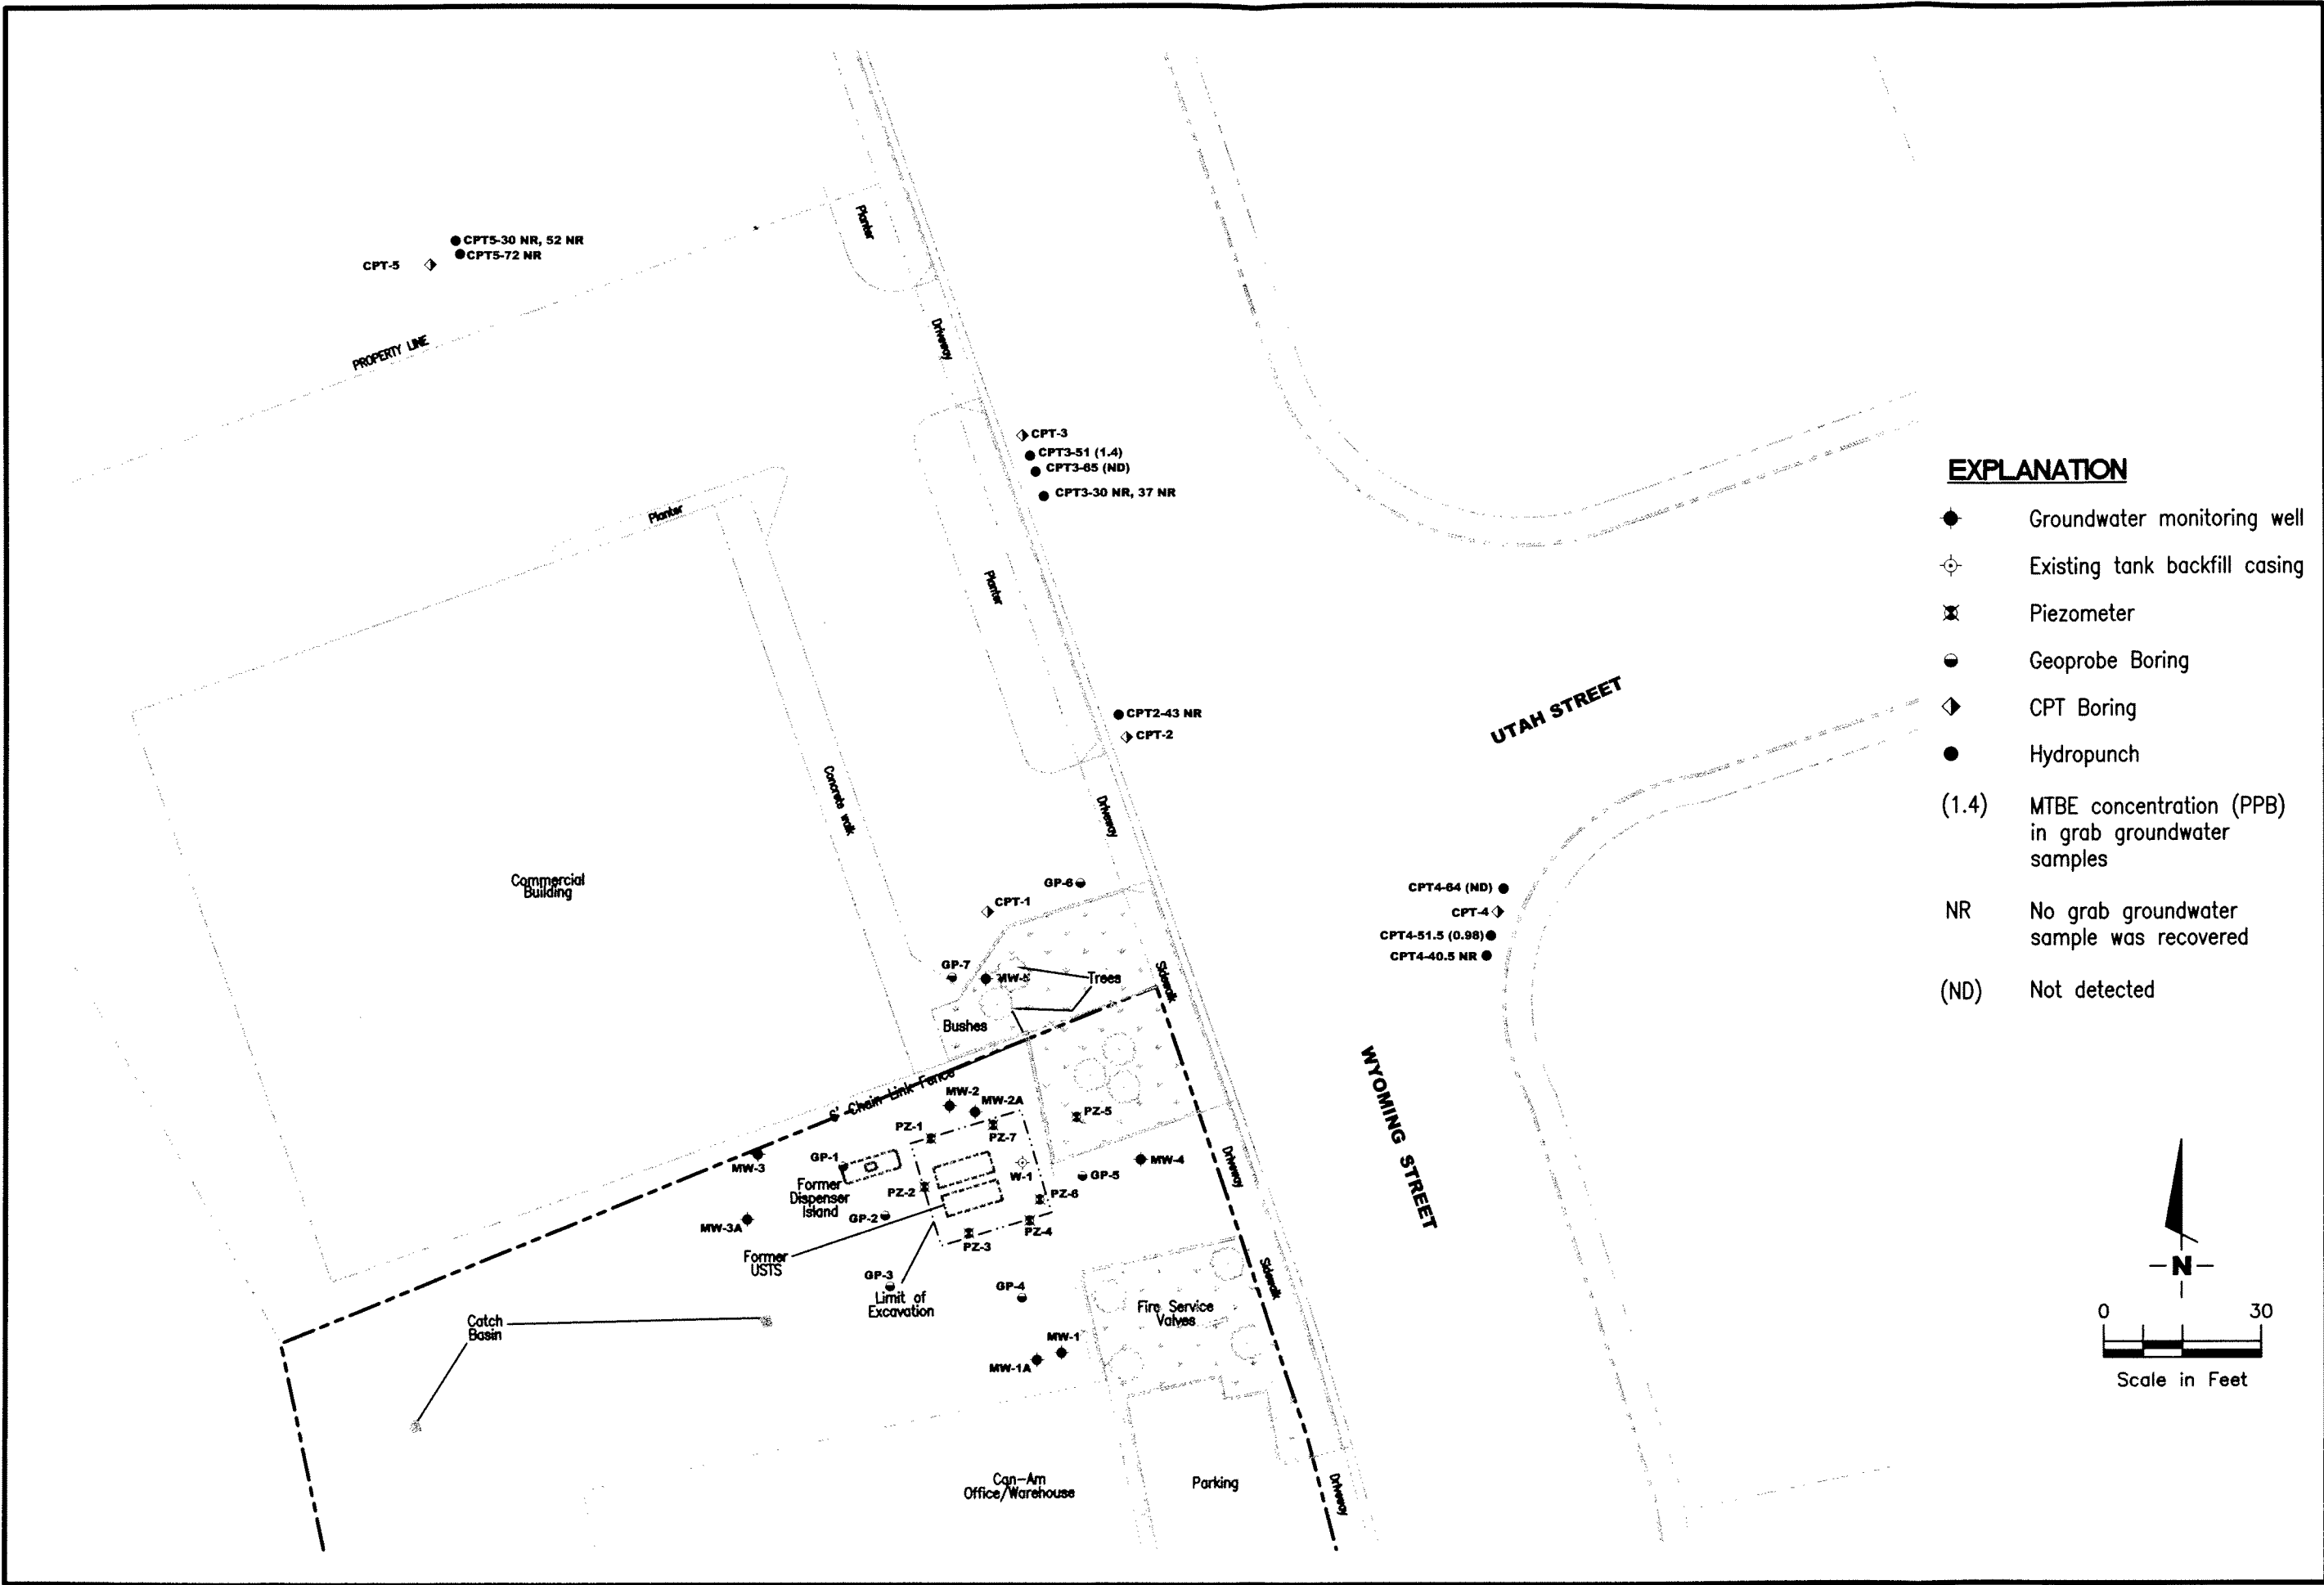 Planter
CPT5-30 NR, 52 NR
CPT5-72 NR
CPT-5
Driveway
PROPERTY LINE
CPT-3
CPT3-51 (1.4)
CPT3-65 (ND)
CPT3-30 NR, 37 NR
Planter
Planter
CPT2-43 NR
CPT-2
UTAH STREET
Driveway
Concrete walk
Commercial
Building
GP-6
CPT-1
CPT4-64 (ND)
CPT-4
CPT4-51.5 (0.98)
CPT4-40.5 NR
GP-7
MW-5
Trees
Sidewalk
Bushes
6' Chain Link Fence
WYOMING STREET
MW-2
MW-2A
PZ-5
PZ-1
PZ-7
MW-3
GP-1
MW-4
Driveway
W-1
GP-5
Former
Dispenser
Island
PZ-2
PZ-6
GP-2
MW-3A
PZ-4
PZ-3
Former
USTS
Sidewalk
GP-3
GP-4
Limit of
Excavation
Fire Service
Valves
Catch
Basin
MW-1
MW-1A
Can-Am
Office/Warehouse
Parking
Driveway
EXPLANATION
Groundwater monitoring well
Existing tank backfill casing
Piezometer
Geoprobe Boring
CPT Boring
Hydropunch
(1.4) MTBE concentration (PPB)
in grab groundwater
samples
NR No grab groundwater
sample was recovered
(ND) Not detected
N
0 30
Scale in Feet